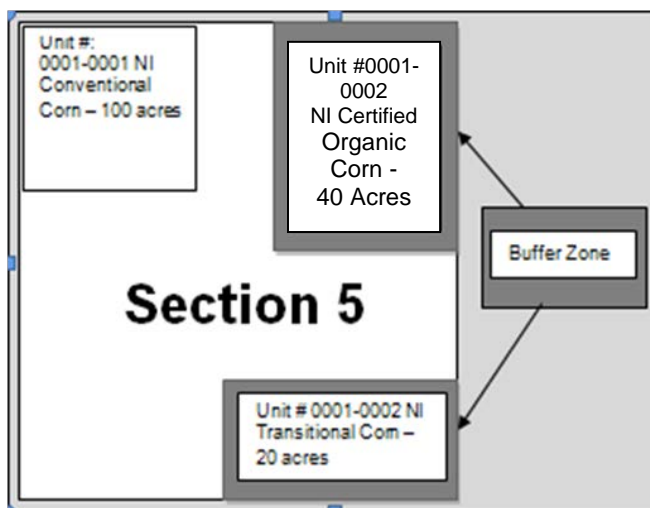 Unit #:
0001-0001 NI
Conventional
Corn – 100 acres
Unit #0001-
0002
NI Certified
Organic
Corn -
40 Acres
Buffer Zone
Section 5
Unit # 0001-0002 NI
Transitional Corn –
20 acres